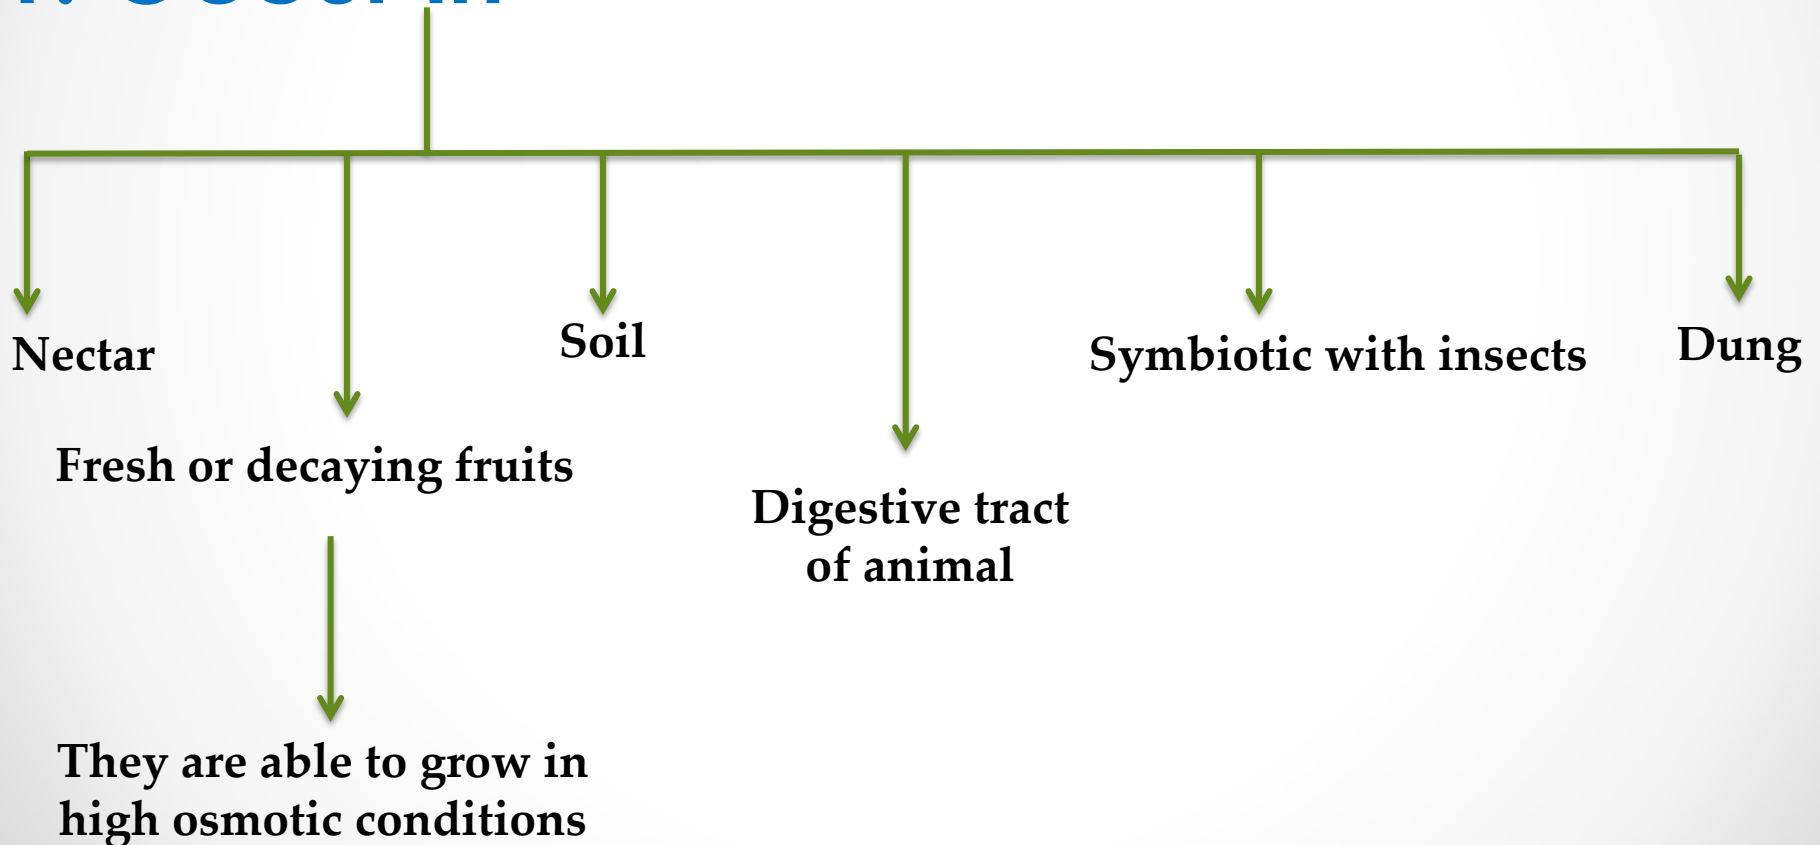 Nectar
Soil
Symbiotic with insects
Dung
Fresh or decaying fruits
Digestive tract
of animal
They are able to grow in
high osmotic conditions